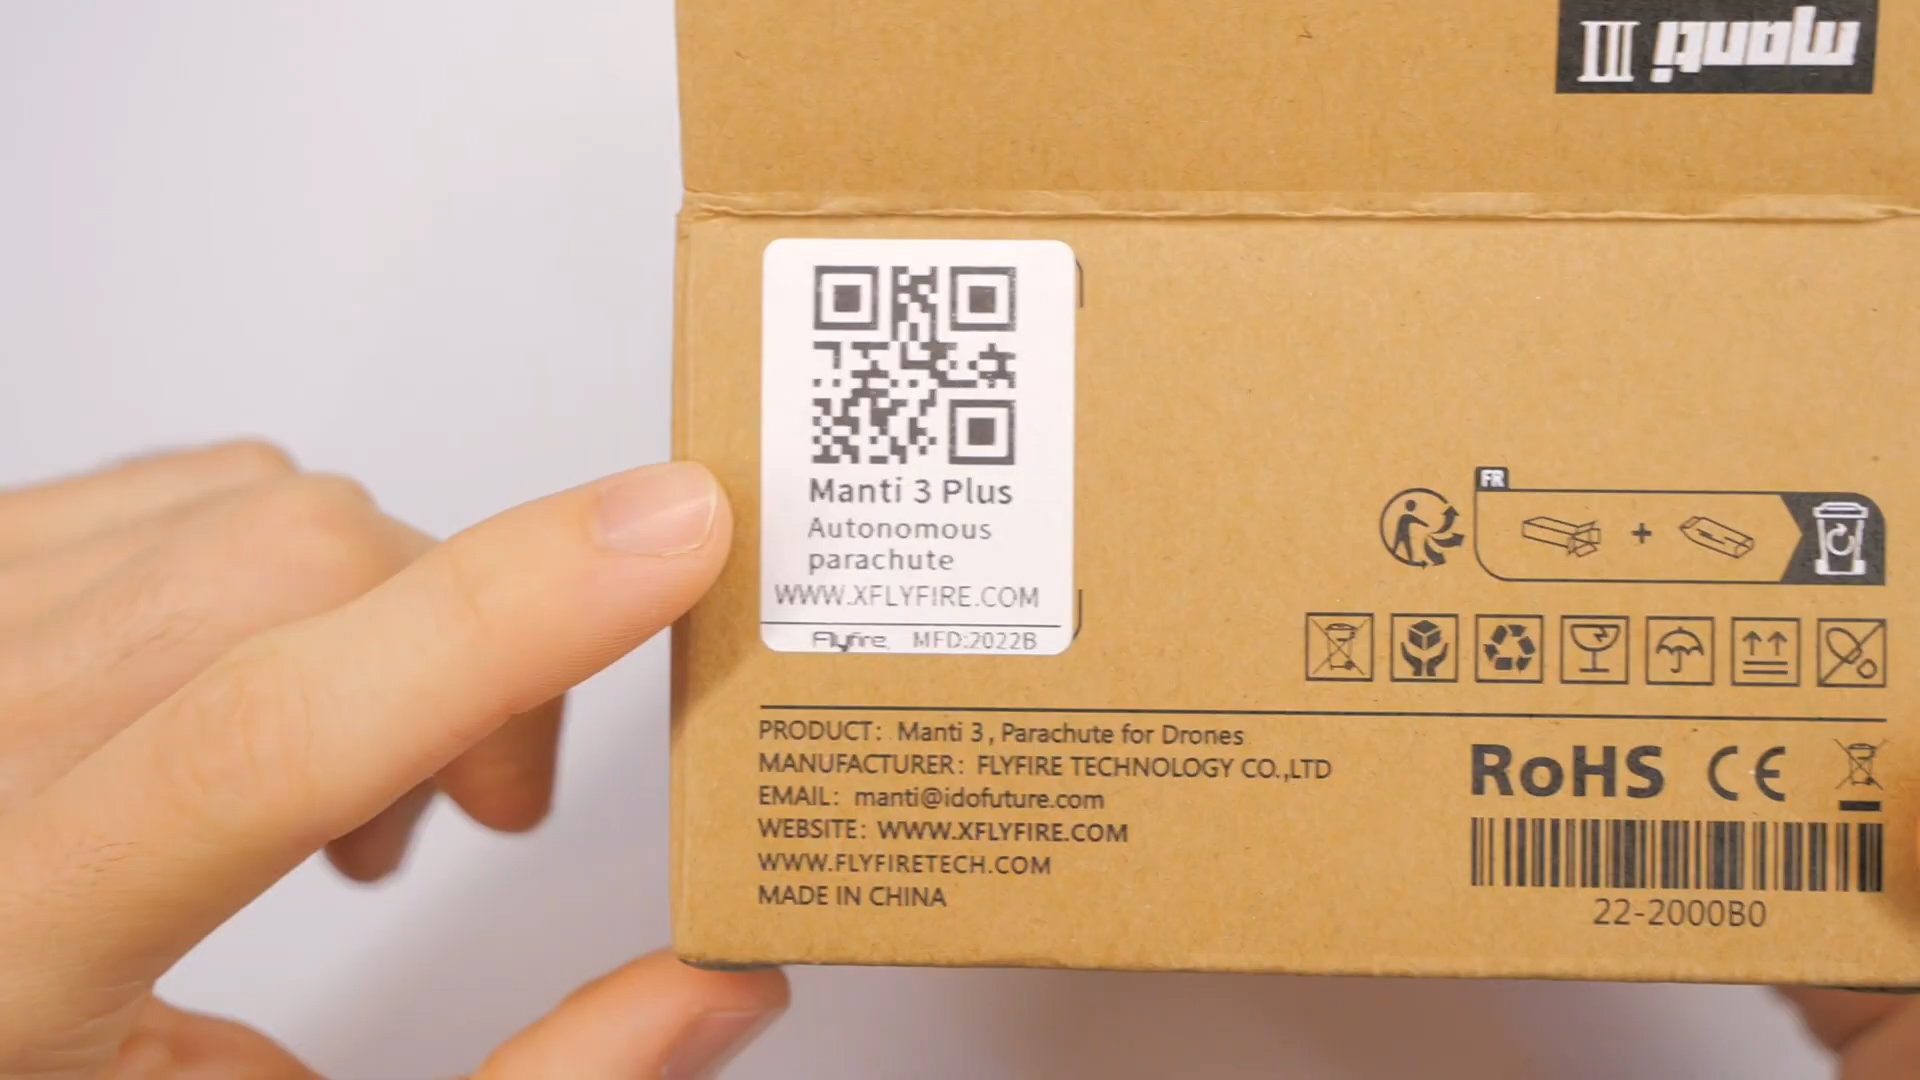 manti III
Manti 3 Plus
Autonomous
parachute
WWW.XFLYFIRE.COM
Flyfire. MFD:2022B
FR
+
PRODUCT: Manti 3, Parachute for Drones
MANUFACTURER: FLYFIRE TECHNOLOGY CO.,LTD
EMAIL: manti@idofuture.com
WEBSITE: WWW.XFLYFIRE.COM
WWW.FLYFIRETECH.COM
MADE IN CHINA
RoHS CE
22-2000B0